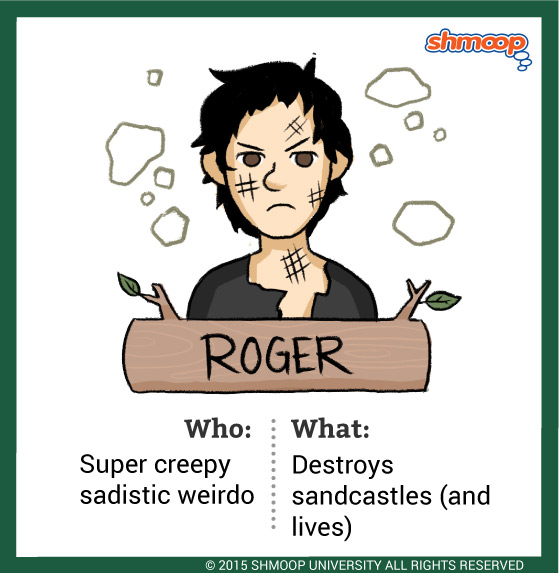 shmoop
ROGER
Who:
Super creepy
sadistic weirdo
What:
Destroys
sandcastles (and
lives)
© 2015 SHMOOP UNIVERSITY ALL RIGHTS RESERVED